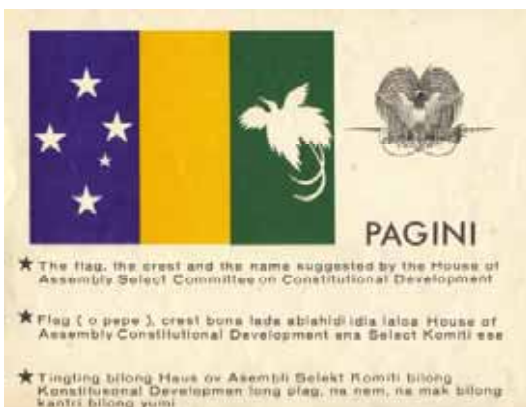 PAGINI
★ The flag, the crest and the name suggested by the House of
Assembly Select Committee on Constitutional Development
★ Flag ( o pepe ), crest bona lada abiahidi idia laloa House of
Assembly Constitutional Development ena Select Komiti ese
★ Tingting bilong Haus ov Asembli Selekt Komiti bilong
Konstitusonal Developmen long plag, na nem, na mak bilong
kantri bilong yumi